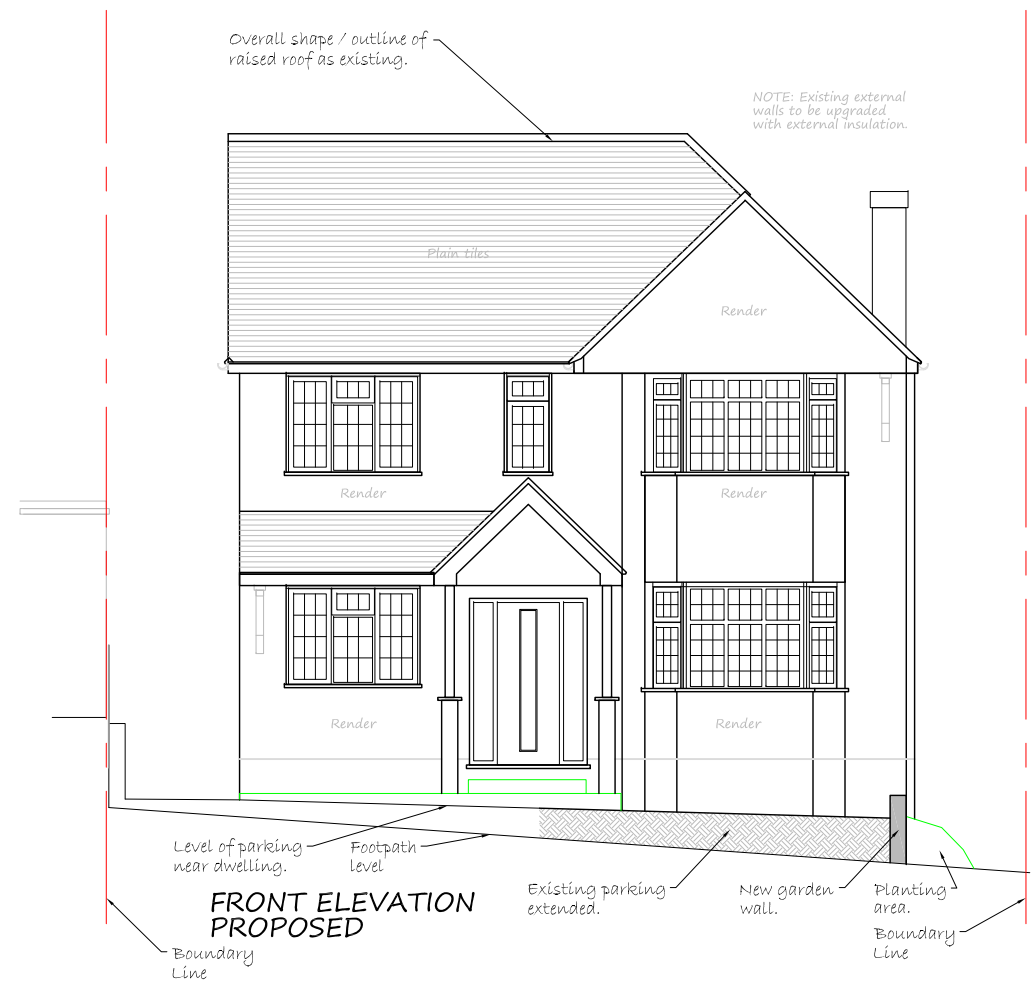 Overall shape / outline of
raised roof as existing.
NOTE: Existing external
walls to be upgraded
with external insulation.
Plain tiles
Render
Render
Render
Render
Render
Level of parking
near dwelling.
Footpath
level
Existing parking
extended.
New garden
wall.
Planting
area.
FRONT ELEVATION
PROPOSED
Boundary
Line
Boundary
Line